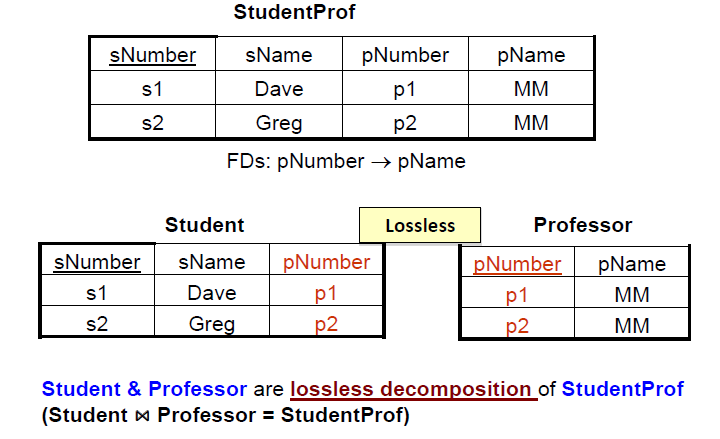 StudentProf
sNumber sName pNumber pName
s1 Dave p1 MM
s2 Greg p2 MM
FDs: pNumber → pName
Student Lossless Professor
sNumber sName pNumber pNumber pName
s1 Dave p1 p1 MM
s2 Greg p2 p2 MM
Student & Professor are lossless decomposition of StudentProf
(Student ⋈ Professor = StudentProf)